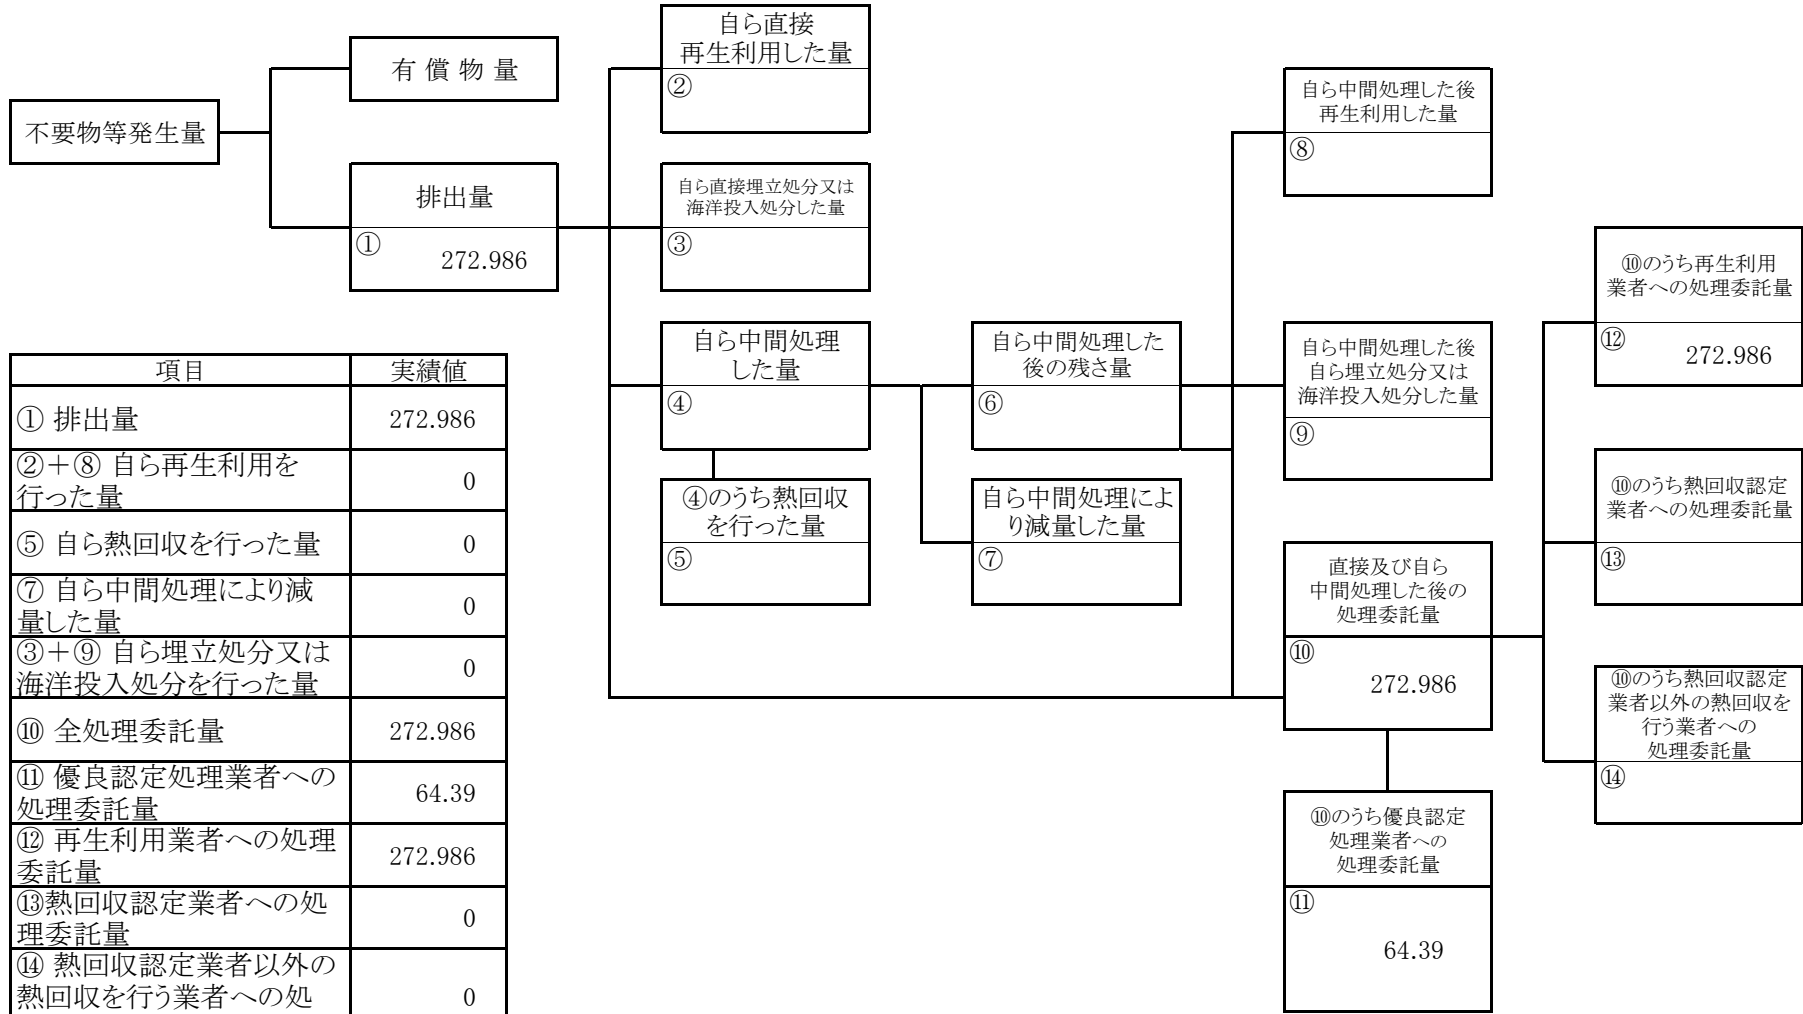 不要物等発生量
有 償 物 量
排出量
①
272.986
自ら直接
再生利用した量
②
自ら直接埋立処分又は
海洋投入処分した量
③
自ら中間処理
した量
④
④のうち熱回収
を行った量
⑤
自ら中間処理した
後の残さ量
⑥
自ら中間処理によ
り減量した量
⑦
自ら中間処理した後
再生利用した量
⑧
自ら中間処理した後
自ら埋立処分又は
海洋投入処分した量
⑨
直接及び自ら
中間処理した後の
処理委託量
⑩
272.986
⑩のうち優良認定
処理業者への
処理委託量
⑪
64.39
⑩のうち再生利用
業者への処理委託量
⑫
272.986
⑩のうち熱回収認定
業者への処理委託量
⑬
⑩のうち熱回収認定
業者以外の熱回収を
行う業者への
処理委託量
⑭
項目 実績値
① 排出量 272.986
②+⑧ 自ら再生利用を
行った量 0
⑤ 自ら熱回収を行った量 0
⑦ 自ら中間処理により減
量した量 0
③+⑨ 自ら埋立処分又は
海洋投入処分を行った量 0
⑩ 全処理委託量 272.986
⑪ 優良認定処理業者への
処理委託量 64.39
⑫ 再生利用業者への処理
委託量 272.986
⑬熱回収認定業者への処
理委託量 0
⑭ 熱回収認定業者以外の
熱回収を行う業者への処 0